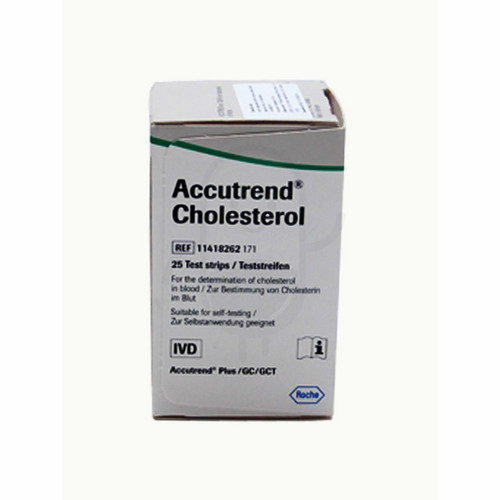 Accutrend®
Cholesterol
REF 11418262 171
25 Test strips / Teststreifen
For the determination of cholesterol
in blood / Zur Bestimmung von Cholesterin
im Blut
Suitable for self-testing /
Zur Selbstanwendung geeignet
IVD
Accutrend® Plus /GC/GCT
Roche